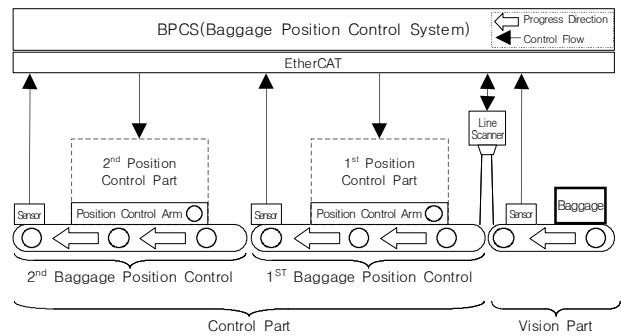 BPCS(Baggage Position Control System)
Progress Direction
Control Flow
EtherCAT
Line
Scanner
2nd Position
Control Part
1st Position
Control Part
Sensor
Position Control Arm
Sensor
Position Control Arm
Sensor
Baggage
2nd Baggage Position Control
1ST Baggage Position Control
Control Part
Vision Part